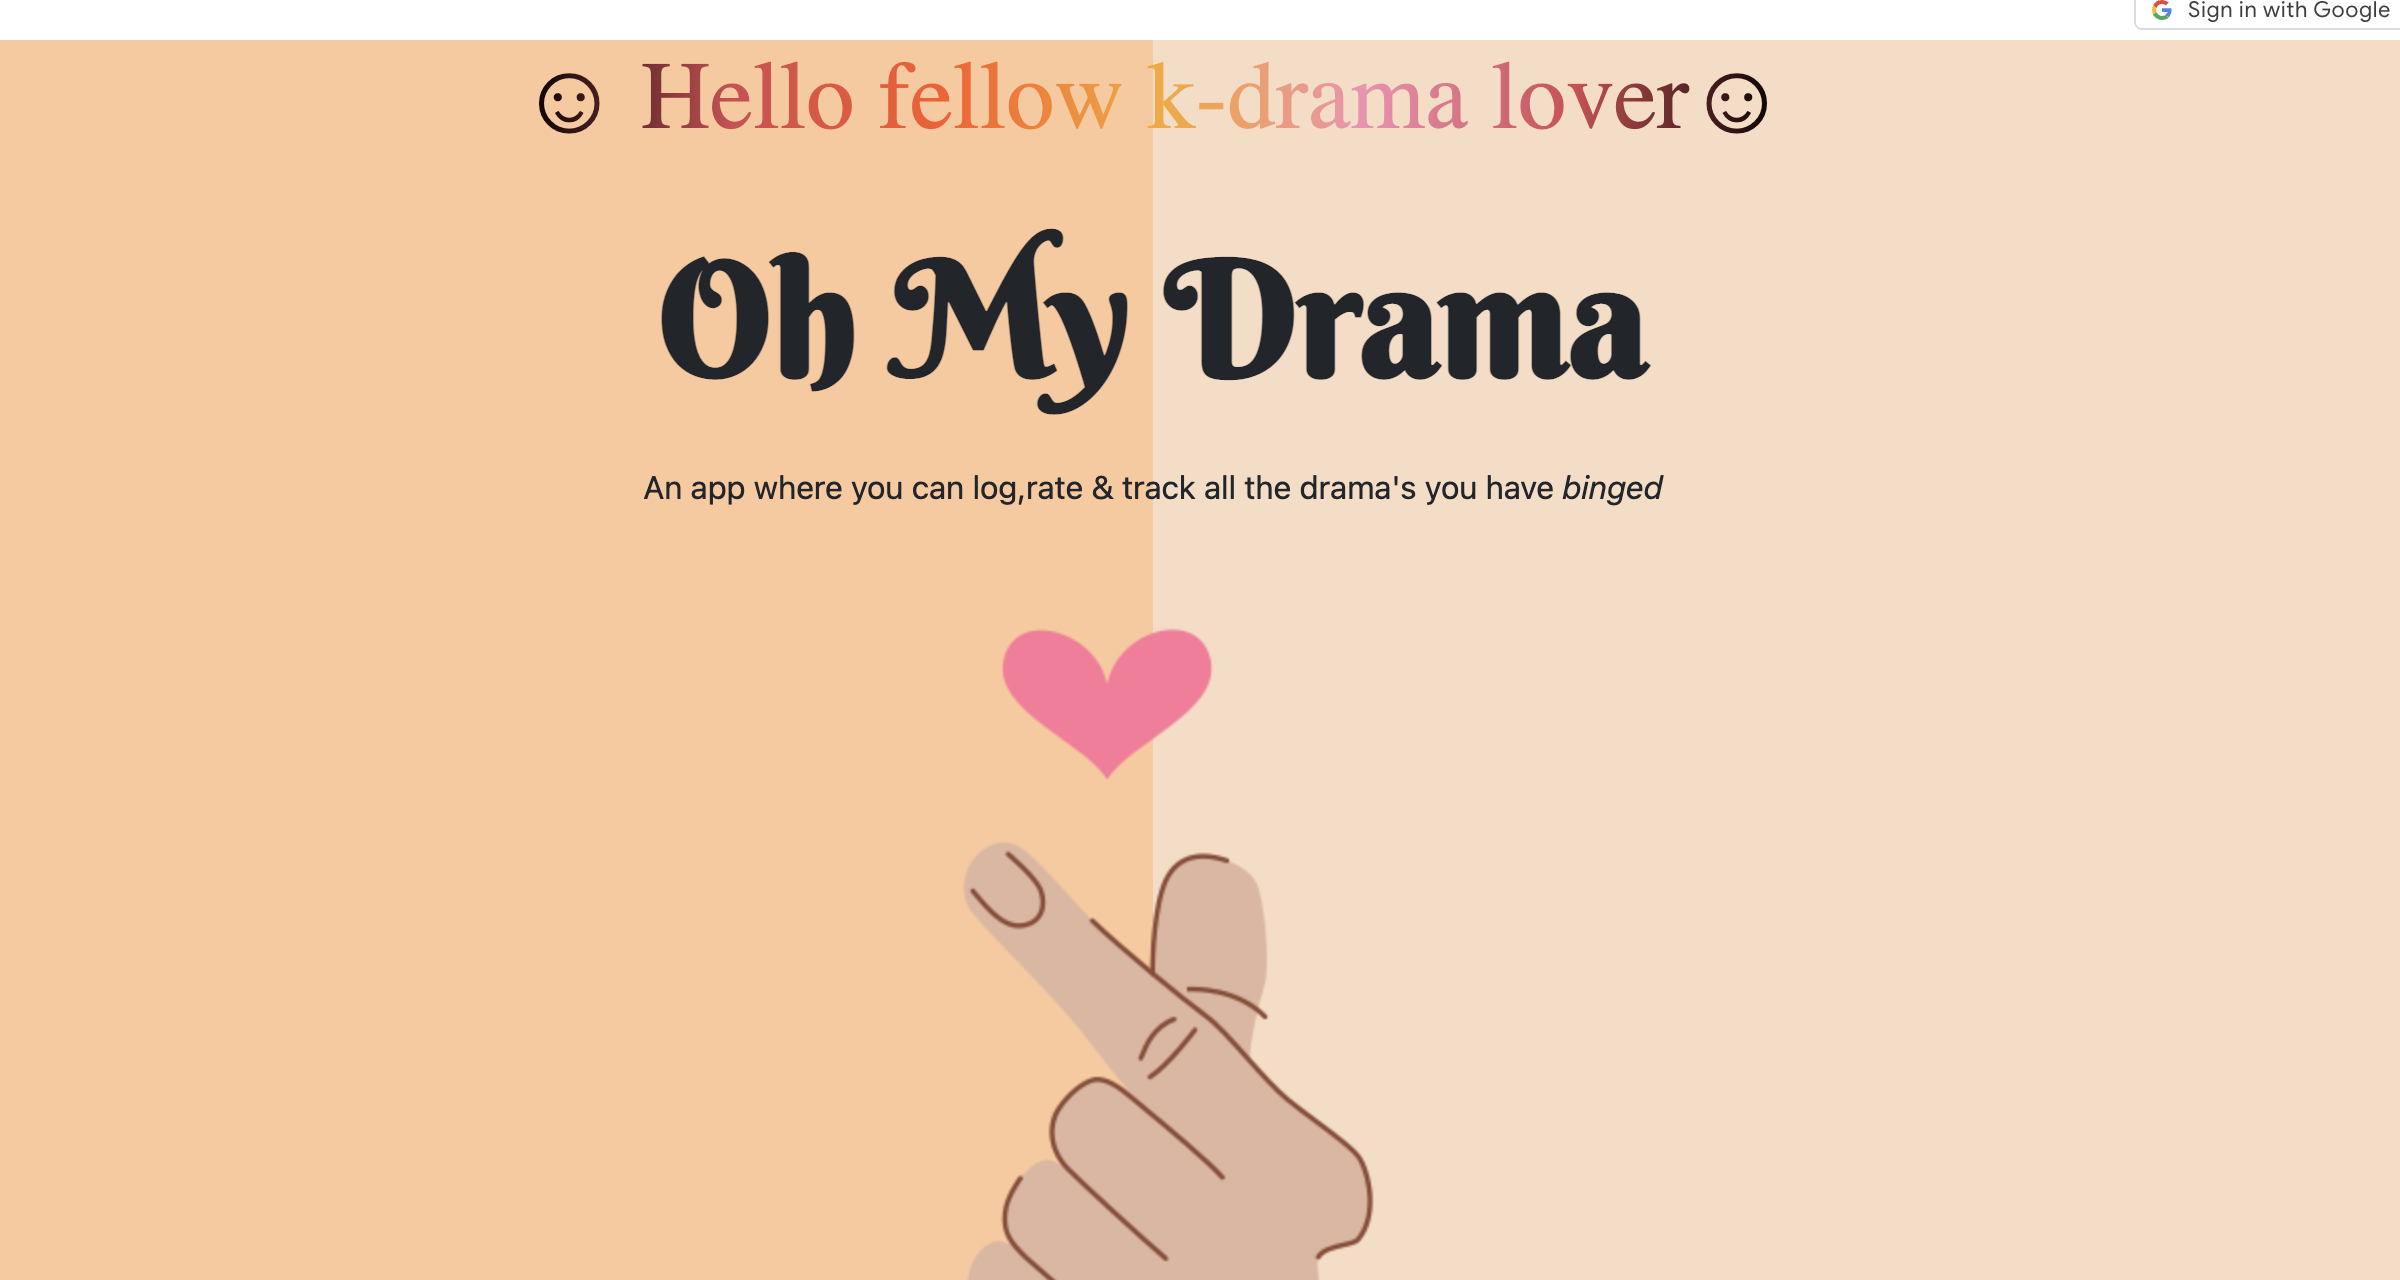 Sign in with Google
☺ Hello fellow k-drama lover☺
Oh My Drama
An app where you can log,rate & track all the drama's you have binged